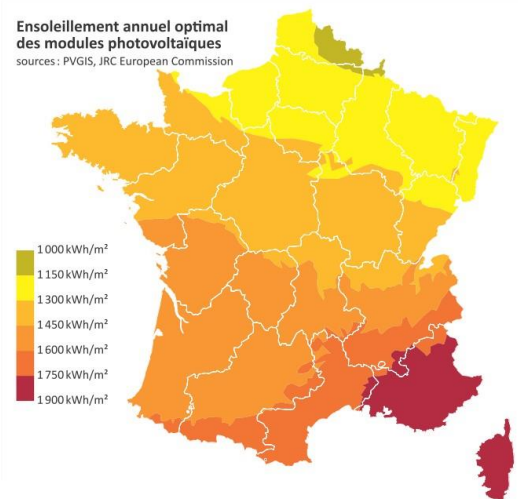 Ensoleillement annuel optimal
des modules photovoltaïques
sources : PVGIS, JRC European Commission
1 000 kWh/m²
1 150 kWh/m²
1 300 kWh/m²
1 450 kWh/m²
1 600 kWh/m²
1 750 kWh/m²
1 900 kWh/m²